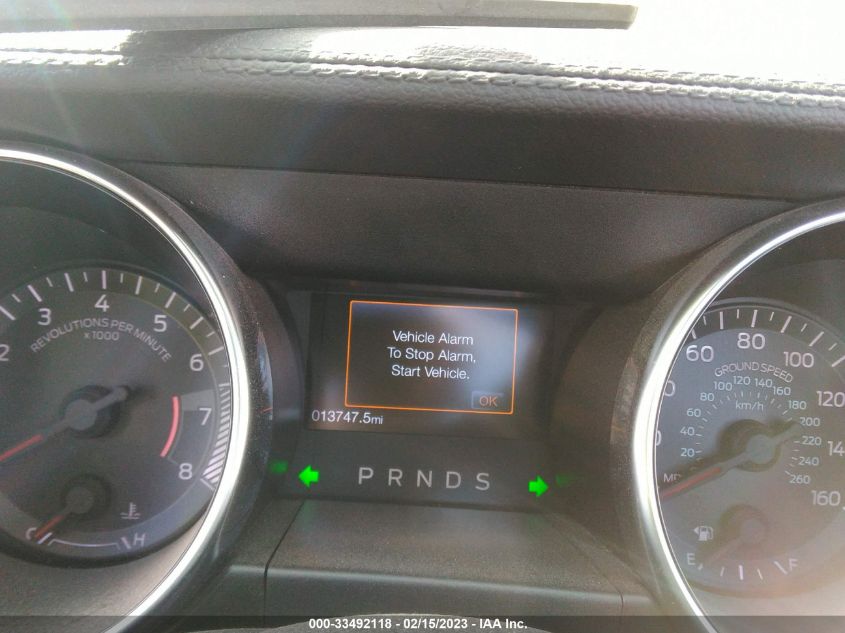 2 3 4 5 6 7 8
REVOLUTIONS PER MINUTE
x 1000
C H
Vehicle Alarm
To Stop Alarm,
Start Vehicle.
OK
013747.5mi
P R N D S
60 80 100 120 160
GROUND SPEED
20 40 60 80 100 120 140 160 180 200 220 240 260
km/h
E F
000-33492118 - 02/15/2023 - IAA Inc.